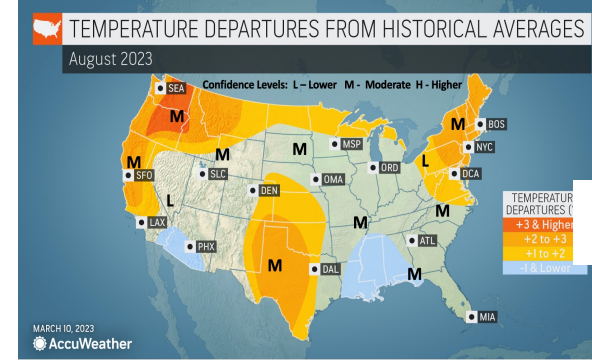 TEMPERATURE DEPARTURES FROM HISTORICAL AVERAGES
August 2023
Confidence Levels: L – Lower M - Moderate H - Higher
SEA
M
M
BOS
MSP
NYC
M
M
M
L
ORD
SFO
SLC
OMA
DCA
DEN
L
TEMPERATUR
DEPARTURES (
M
M
LAX
+3 & Higher
PHX
ATL
+2 to +3
+1 to +2
M
DAL
M
-1 & Lower
MIA
MARCH 10, 2023
AccuWeather